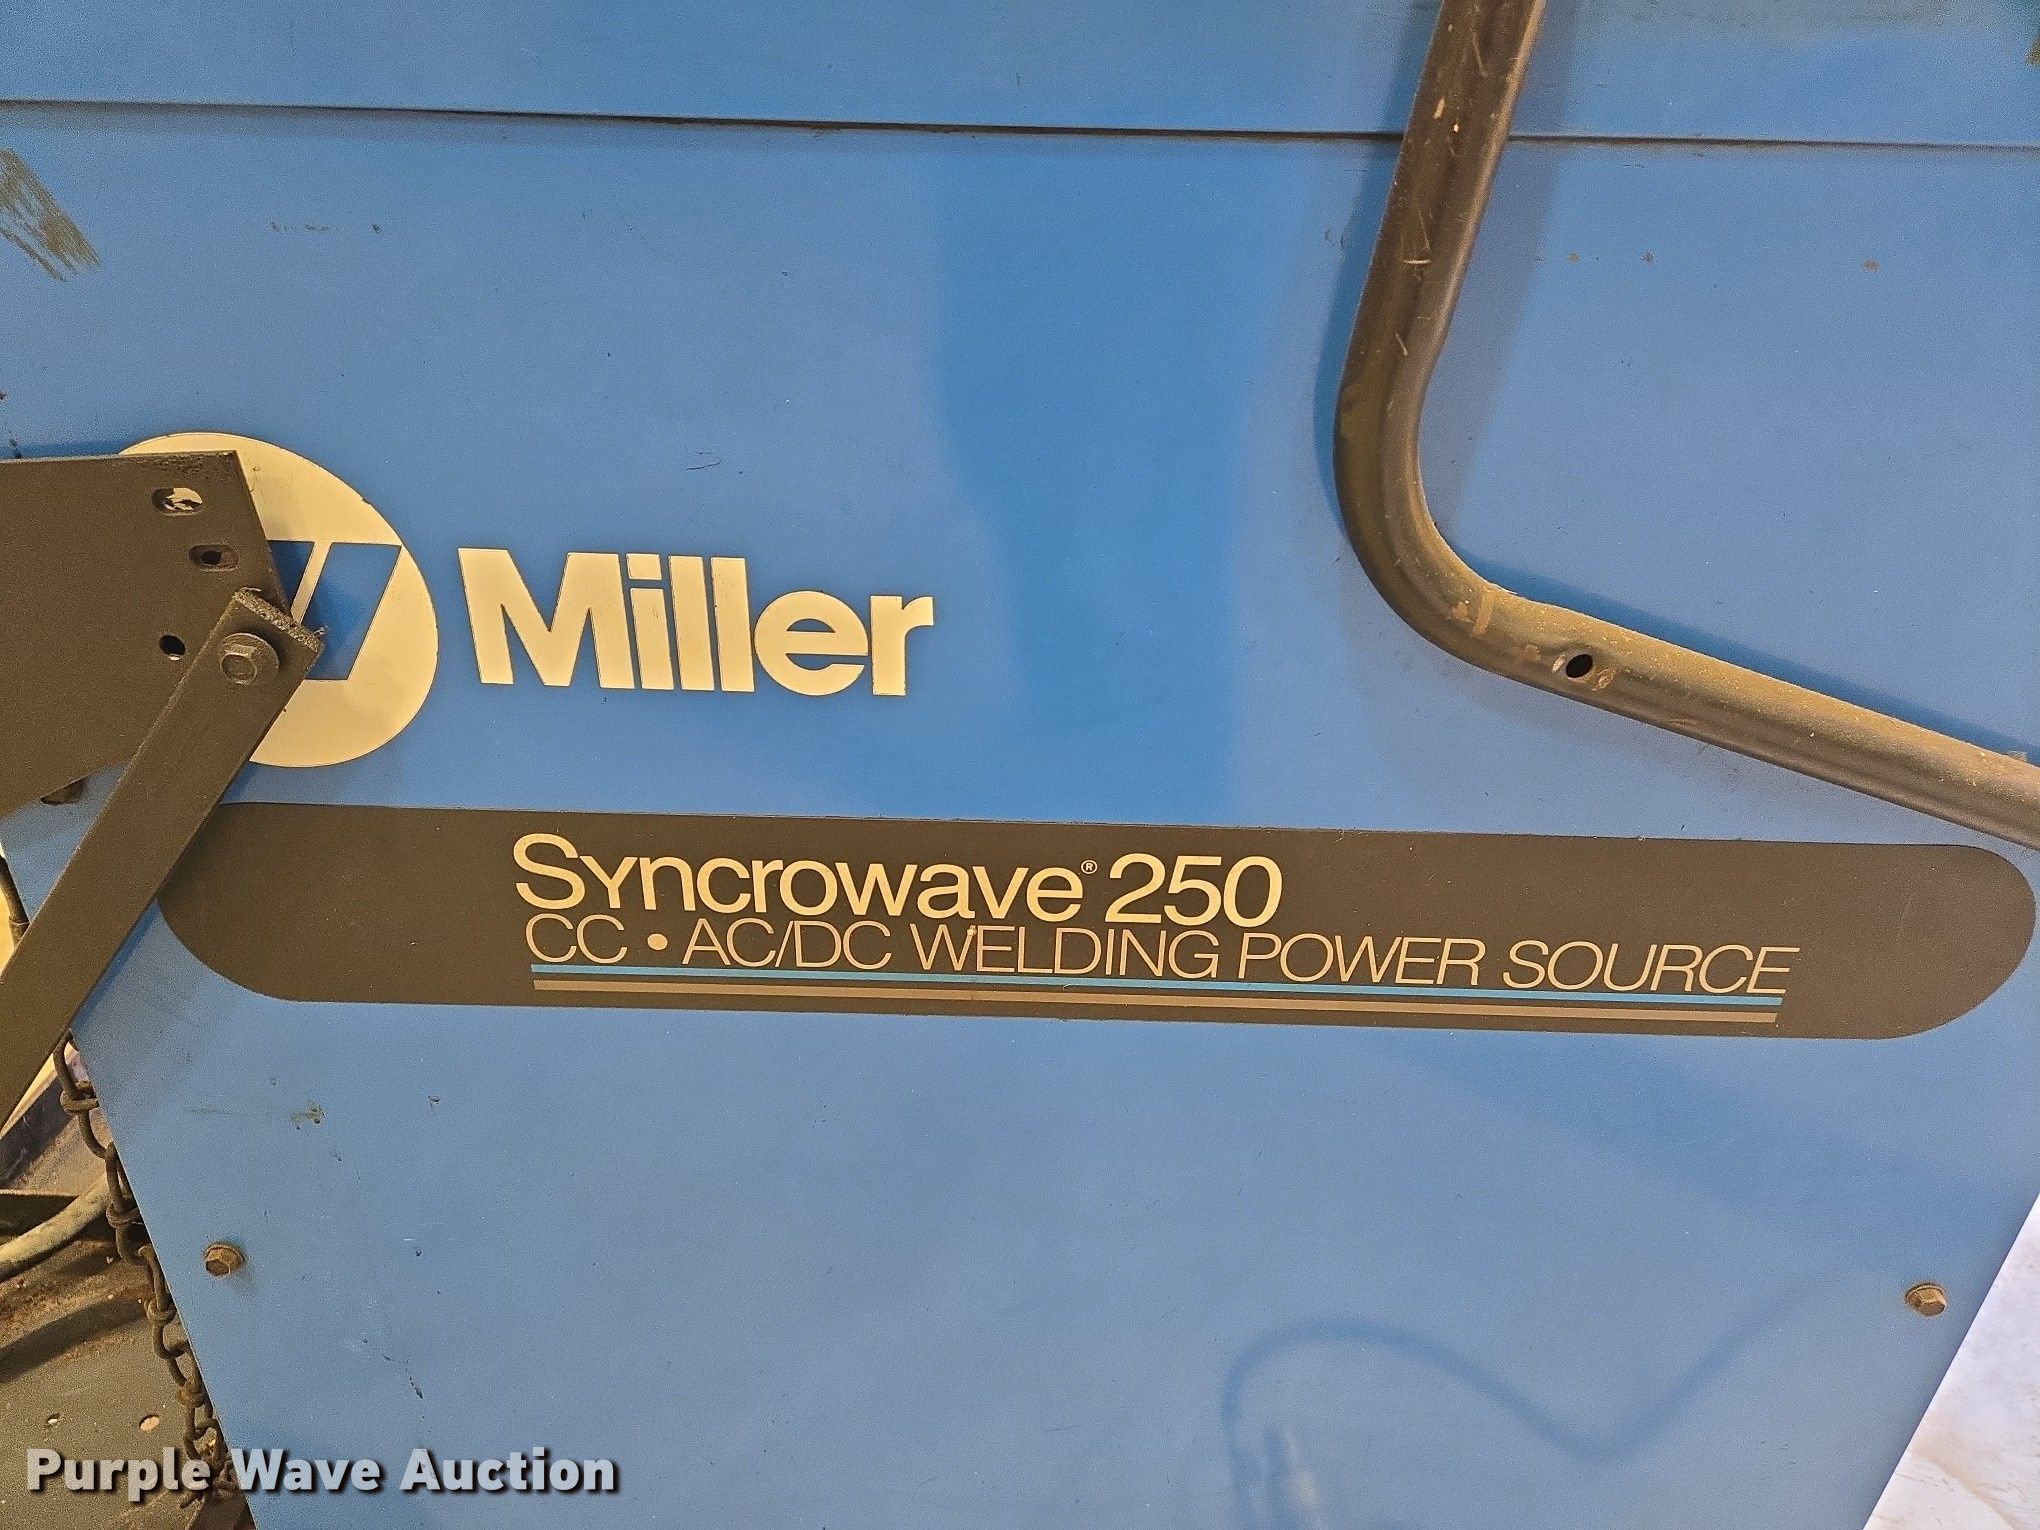 Miller
Syncrowave® 250
CC • AC/DC WELDING POWER SOURCE
Purple Wave Auction